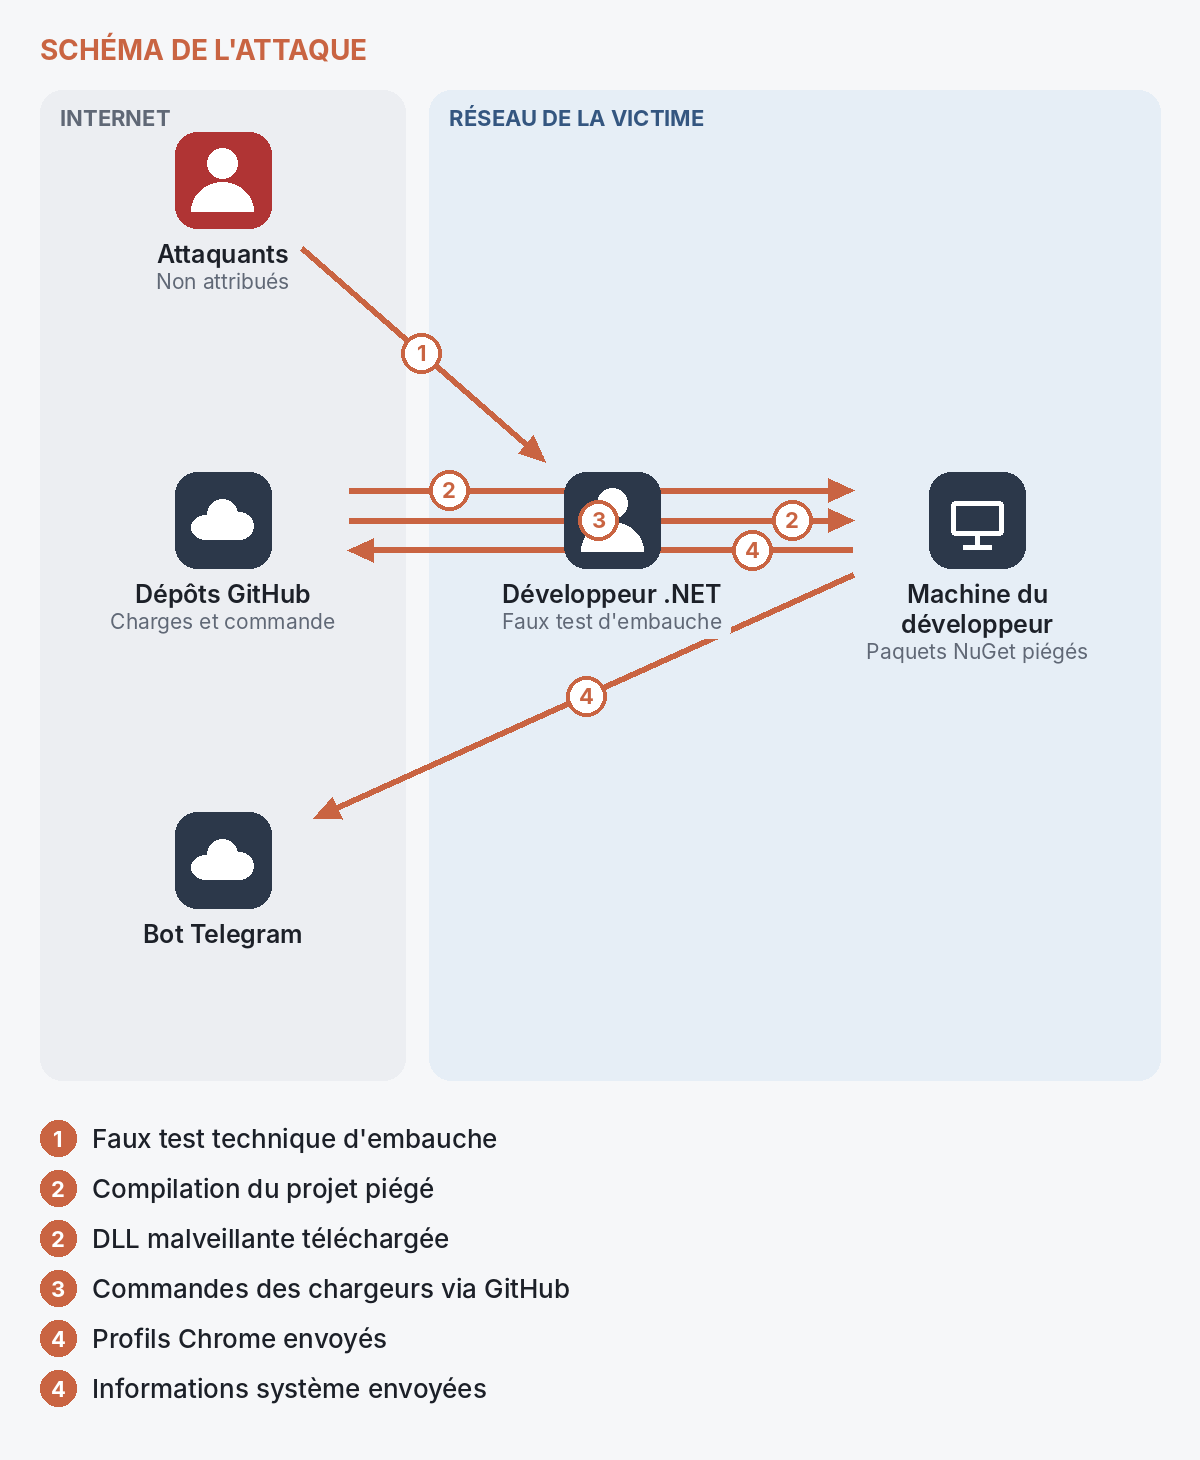 SCHÉMA DE L'ATTAQUE
INTERNET
RÉSEAU DE LA VICTIME
Attaquants
Non attribués
1
2
3
2
4
Dépôts GitHub
Charges et commande
Développeur .NET
Faux test d'embauche
Machine du
développeur
Paquets NuGet piégés
4
Bot Telegram
1 Faux test technique d'embauche
2 Compilation du projet piégé
2 DLL malveillante téléchargée
3 Commandes des chargeurs via GitHub
4 Profils Chrome envoyés
4 Informations système envoyées